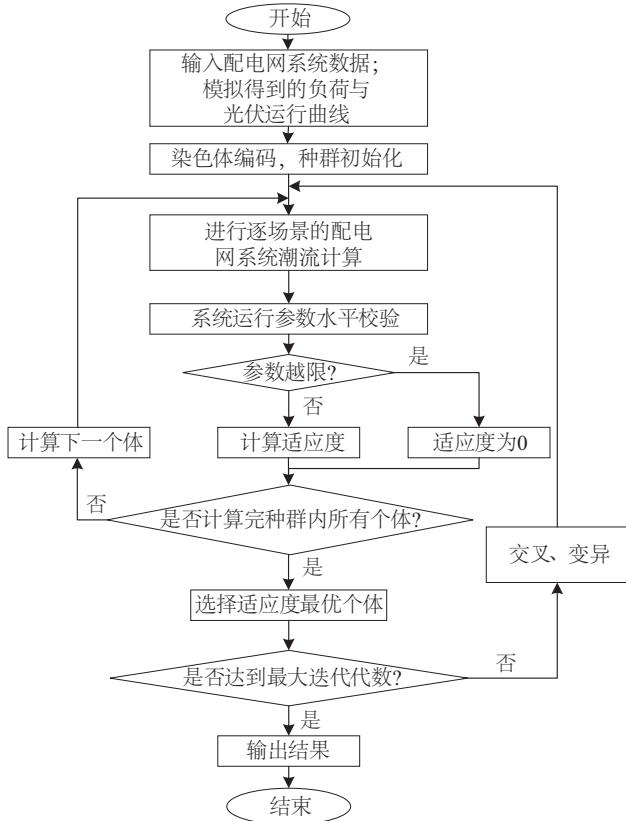 开始
输入配电网系统数据;
模拟得到的负荷与
光伏运行曲线
染色体编码，种群初始化
进行逐场景的配电
网系统潮流计算
系统运行参数水平校验
参数越限?
是
否
计算下一个体
计算适应度
适应度为0
否
是否计算完种群内所有个体?
交叉、变异
是
选择适应度最优个体
是否达到最大迭代代数?
否
是
输出结果
结束